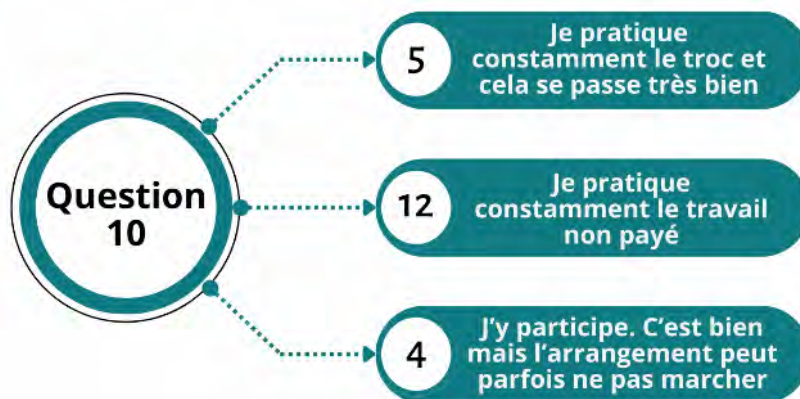 Question
10
5
Je pratique
constamment le troc et
cela se passe très bien
12
Je pratique
constamment le travail
non payé
4
J'y participe. C'est bien
mais l'arrangement peut
parfois ne pas marcher